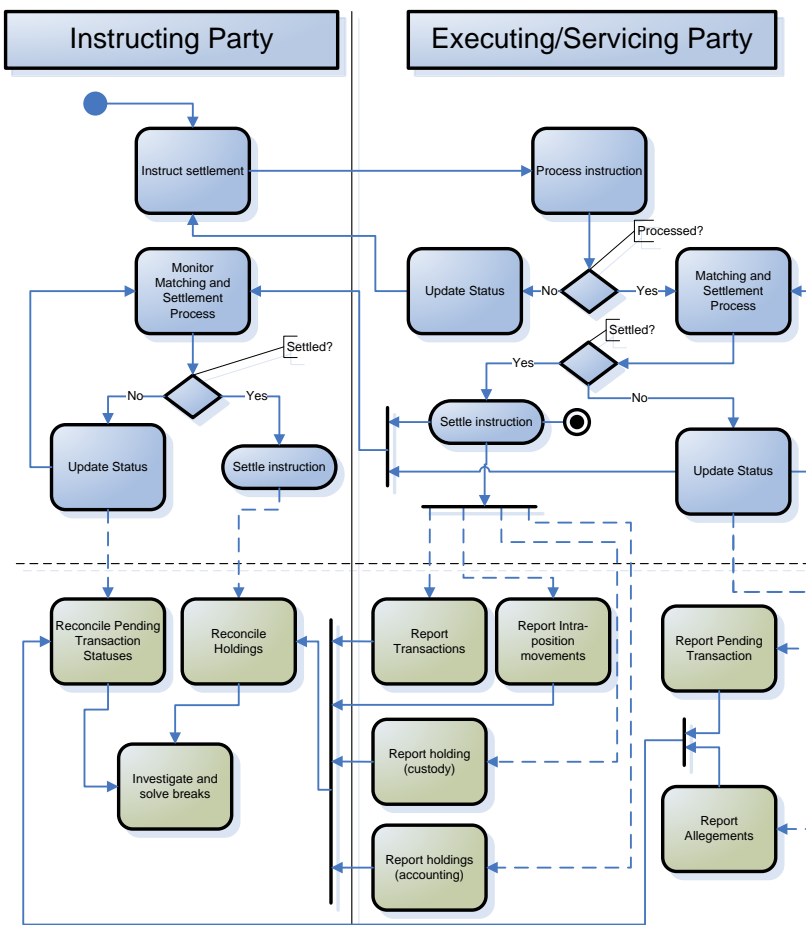 Instructing Party
Executing/Servicing Party
Instruct settlement
Process instruction
Processed?
Monitor
Matching and
Settlement
Process
Update Status
No
Yes
Matching and
Settlement
Process
Settled?
Settled?
Yes
No
No
Yes
Settle instruction
Update Status
Settle instruction
Update Status
Reconcile Pending
Transaction
Statuses
Reconcile
Holdings
Report
Transactions
Report Intra-
position
movements
Report Pending
Transaction
Investigate and
solve breaks
Report holding
(custody)
Report
Allegements
Report holdings
(accounting)